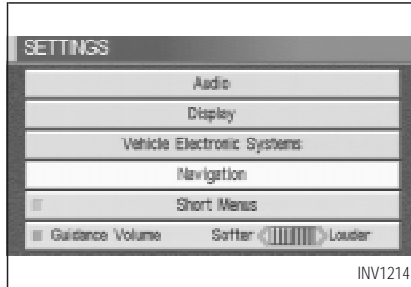 SETTINGS
Audio
Display
Vehicle Electronic Systems
Navigation
Short Menus
Guidance Volume Softer Louder
INV1214